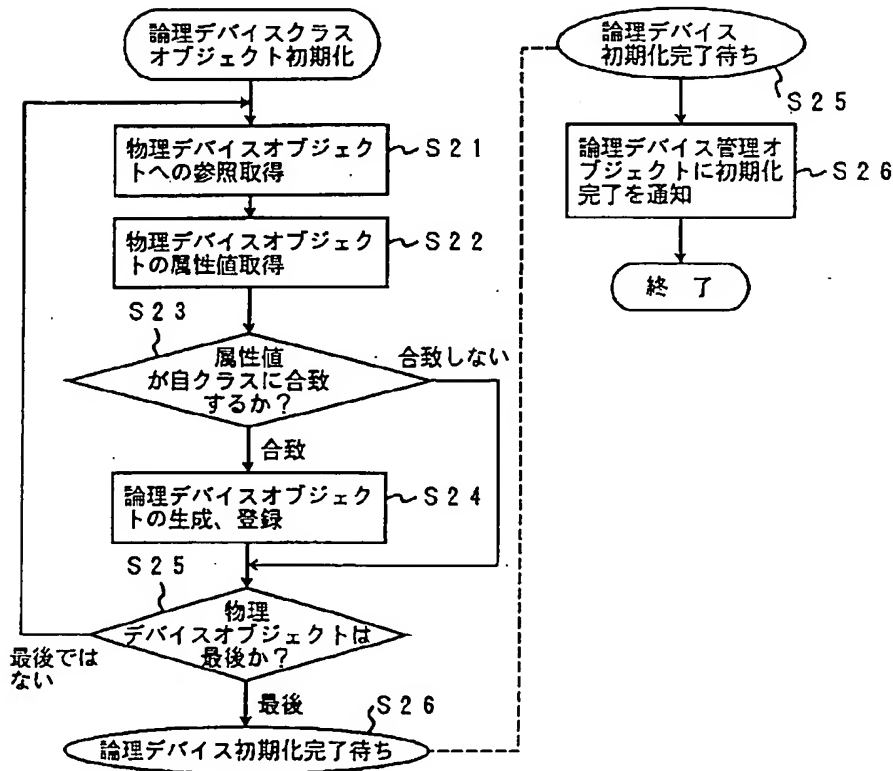 論理デバイスクラス
オブジェクト初期化
物理デバイスオブジェク
トへの参照取得
S21
物理デバイスオブジェク
トの属性値取得
S22
S23
属性値
が自クラスに合致
するか？
合致しない
合致
論理デバイスオブジェク
トの生成、登録
S24
S25
物理
デバイスオブジェクトは
最後か？
最後では
ない
最後
S26
論理デバイス初期化完了待ち
論理デバイス
初期化完了待ち
S25
論理デバイス管理オ
ブジェクトに初期化
完了を通知
S26
終 了